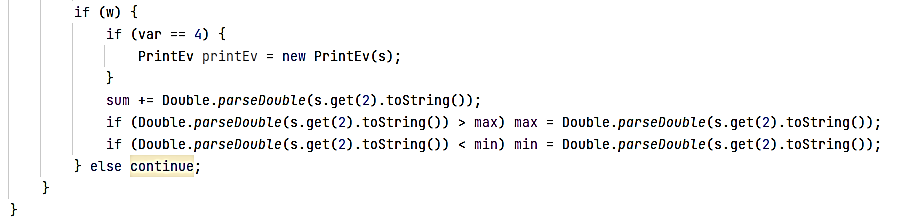 if (w) {
if (var == 4) {
PrintEv printEv = new PrintEv(s);
}
sum += Double.parseDouble(s.get(2).toString());
if (Double.parseDouble(s.get(2).toString()) > max) max = Double.parseDouble(s.get(2).toString());
if (Double.parseDouble(s.get(2).toString()) < min) min = Double.parseDouble(s.get(2).toString());
} else continue;
}
}